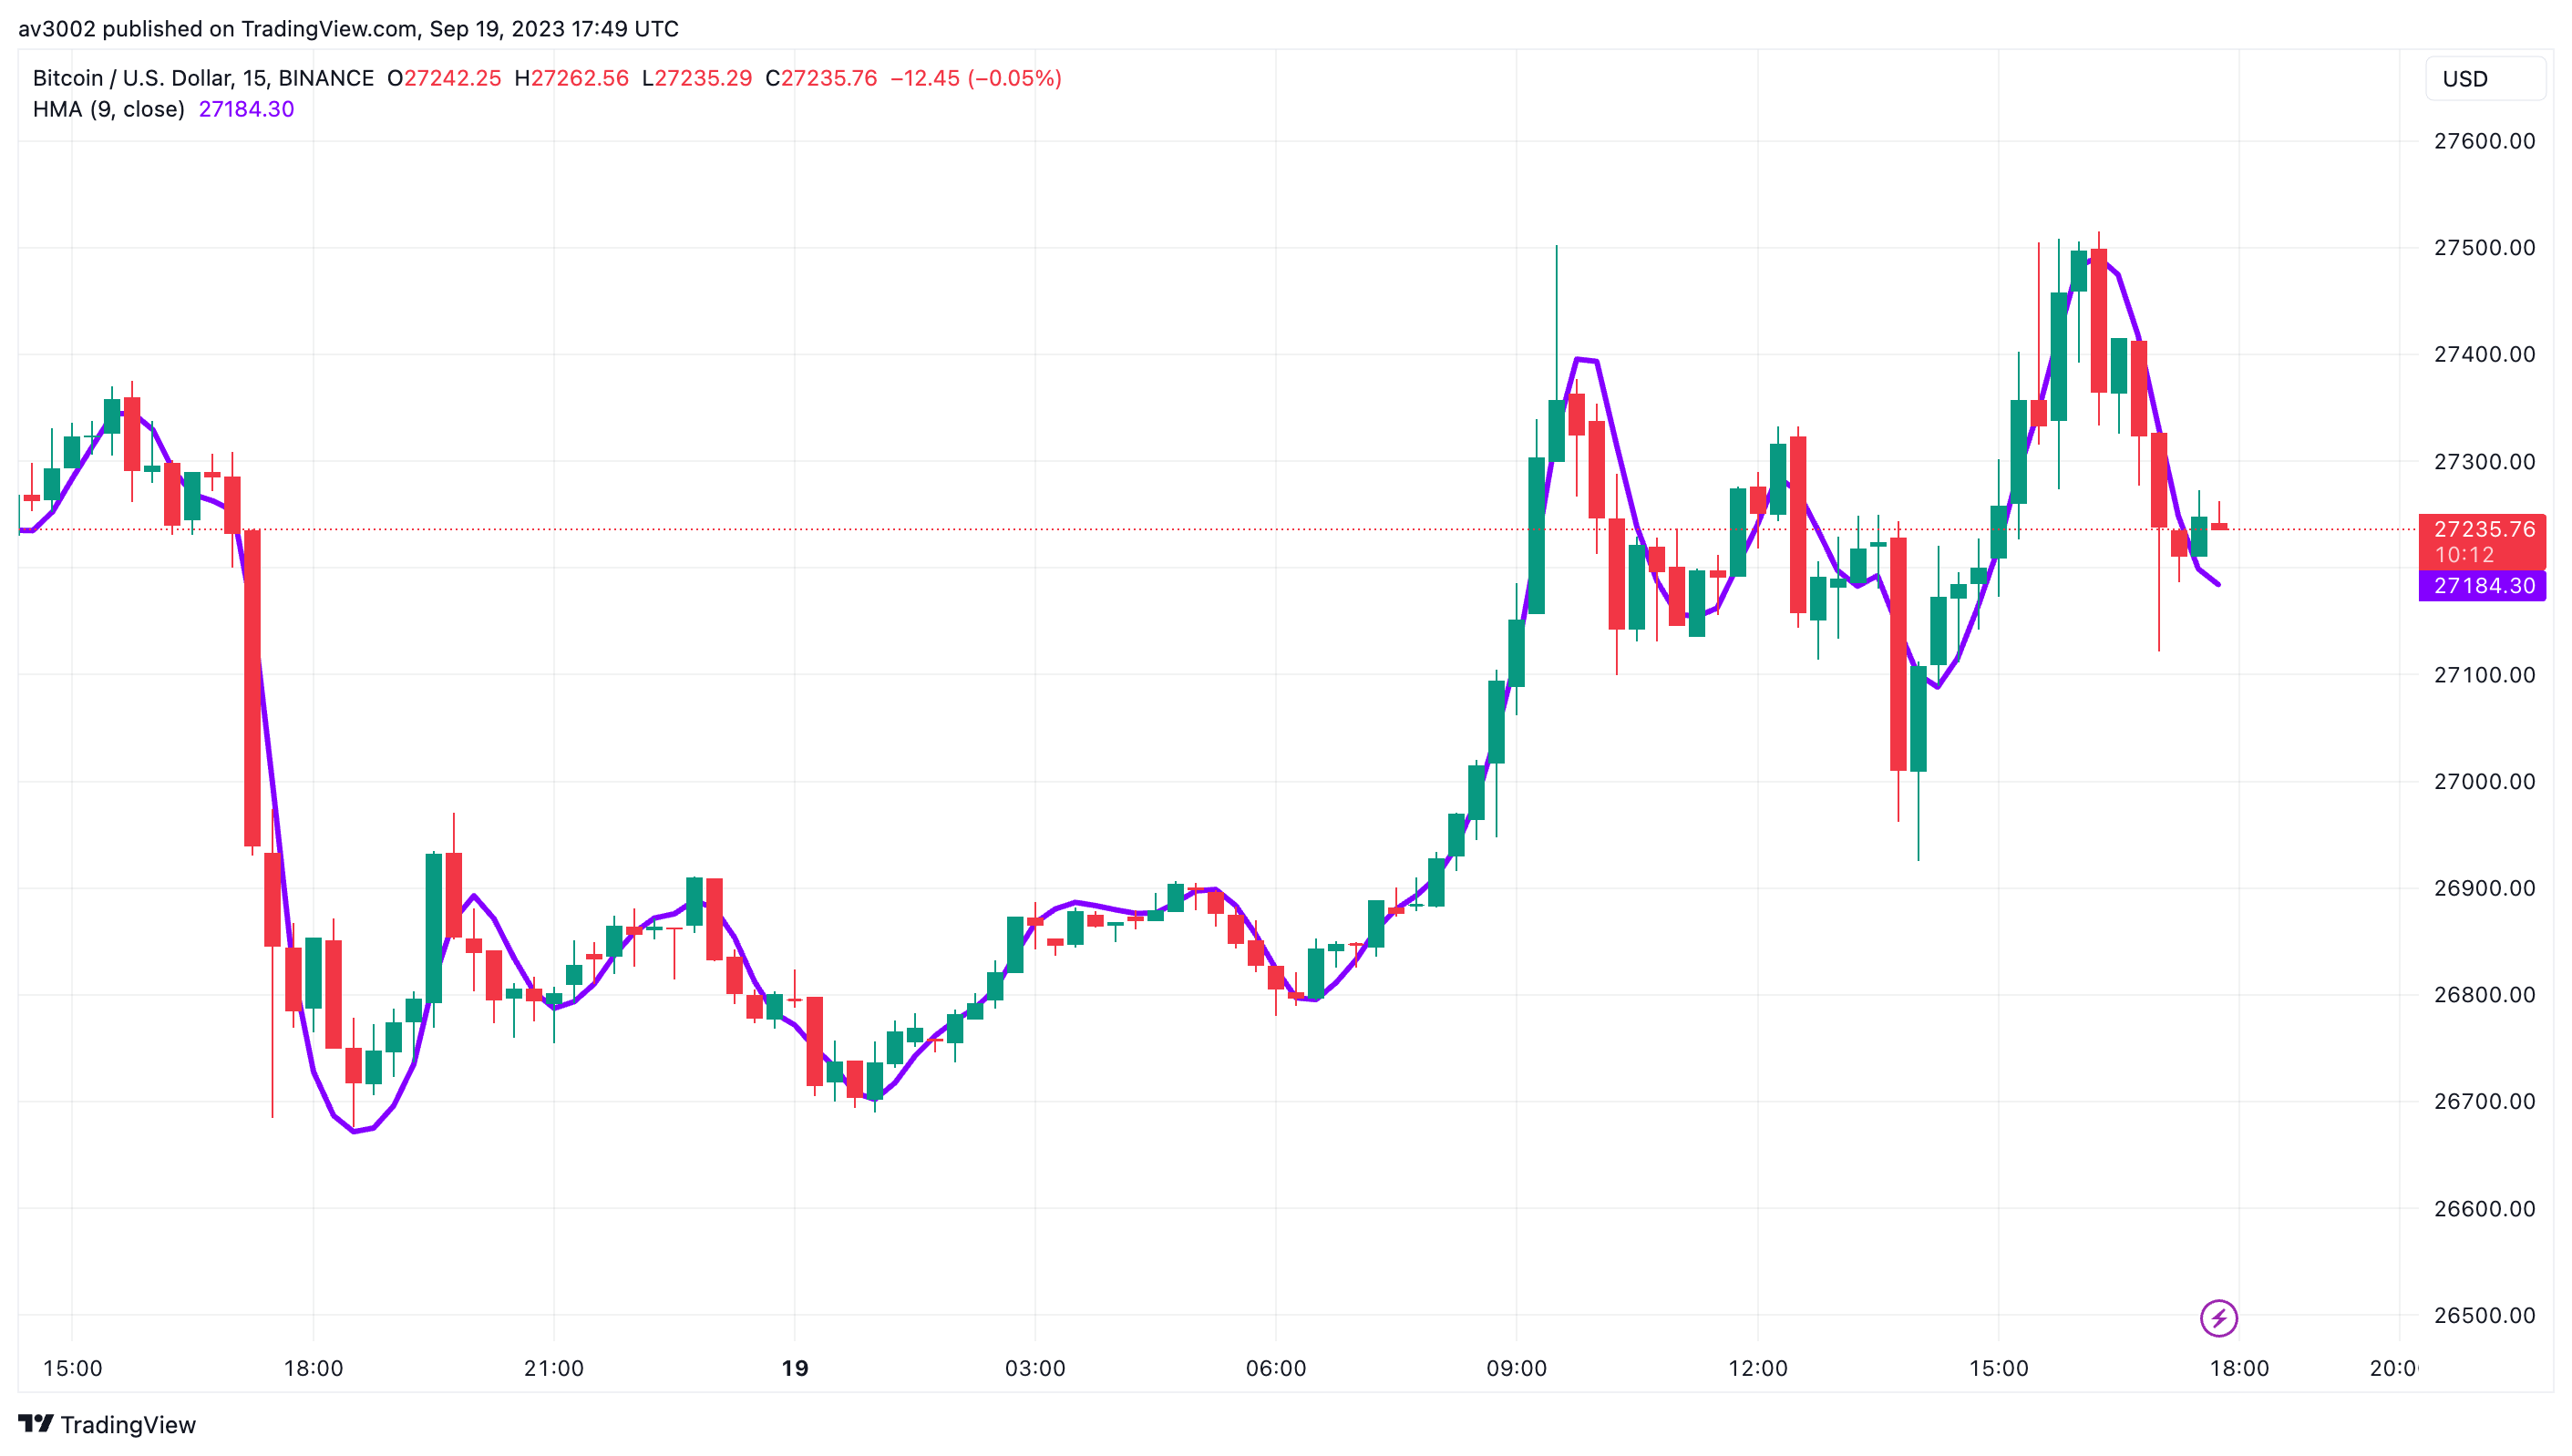 av3002 published on TradingView.com, Sep 19, 2023 17:49 UTC
Bitcoin / U.S. Dollar, 15, BINANCE O27242.25 H27262.56 L27235.29 C27235.76 −12.45 (−0.05%)
HMA (9, close) 27184.30
USD
27600.00
27500.00
27400.00
27300.00
27235.76
10:12
27184.30
27100.00
27000.00
26900.00
26800.00
26700.00
26600.00
26500.00
15:00 18:00 21:00 19 03:00 06:00 09:00 12:00 15:00 18:00 20:0
TradingView